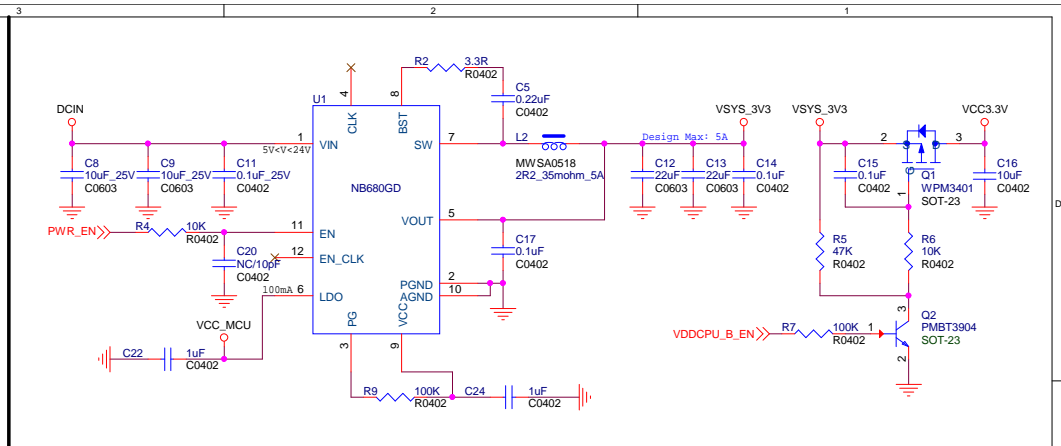 3
2
1
D
DCIN
C8
10uF_25V
C0603
C9
10uF_25V
C0603
C11
0.1uF_25V
C0402
5V<V<24V
U1
1
VIN
4
CLK
8
BST
7
SW
NB680GD
5
VOUT
11
EN
12
EN_CLK
100mA
6
LDO
2
PGND
10
AGND
3
PG
9
VCC
R2
3.3R
R0402
C5
0.22uF
C0402
L2
MWSA0518
2R2_35mohm_5A
Design Max: 5A
VSYS_3V3
C12
22uF
C0603
C13
22uF
C0603
C14
0.1uF
C0402
C17
0.1uF
C0402
PWR_EN
R4
10K
R0402
C20
NC/10pF
C0402
VCC_MCU
C22
1uF
C0402
R9
100K
R0402
C24
1uF
C0402
VSYS_3V3
C15
0.1uF
C0402
2
S
D
3
G
1
Q1
WPM3401
SOT-23
VCC3.3V
C16
10uF
C0402
R5
47K
R0402
R6
10K
R0402
VDDCPU_B_EN
R7
100K
R0402
1
3
2
Q2
PMBT3904
SOT-23